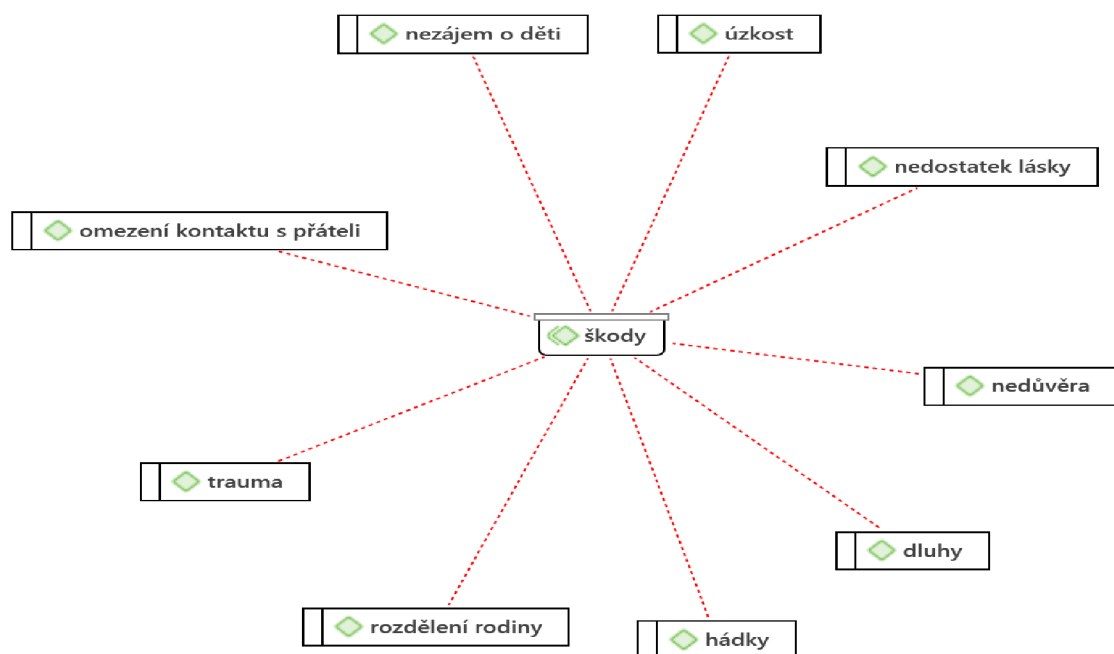 nezájem o děti
úzkost
nedostatek lásky
omezení kontaktu s přáteli
škody
nedůvěra
trauma
dluhy
rozdělení rodiny
hádky